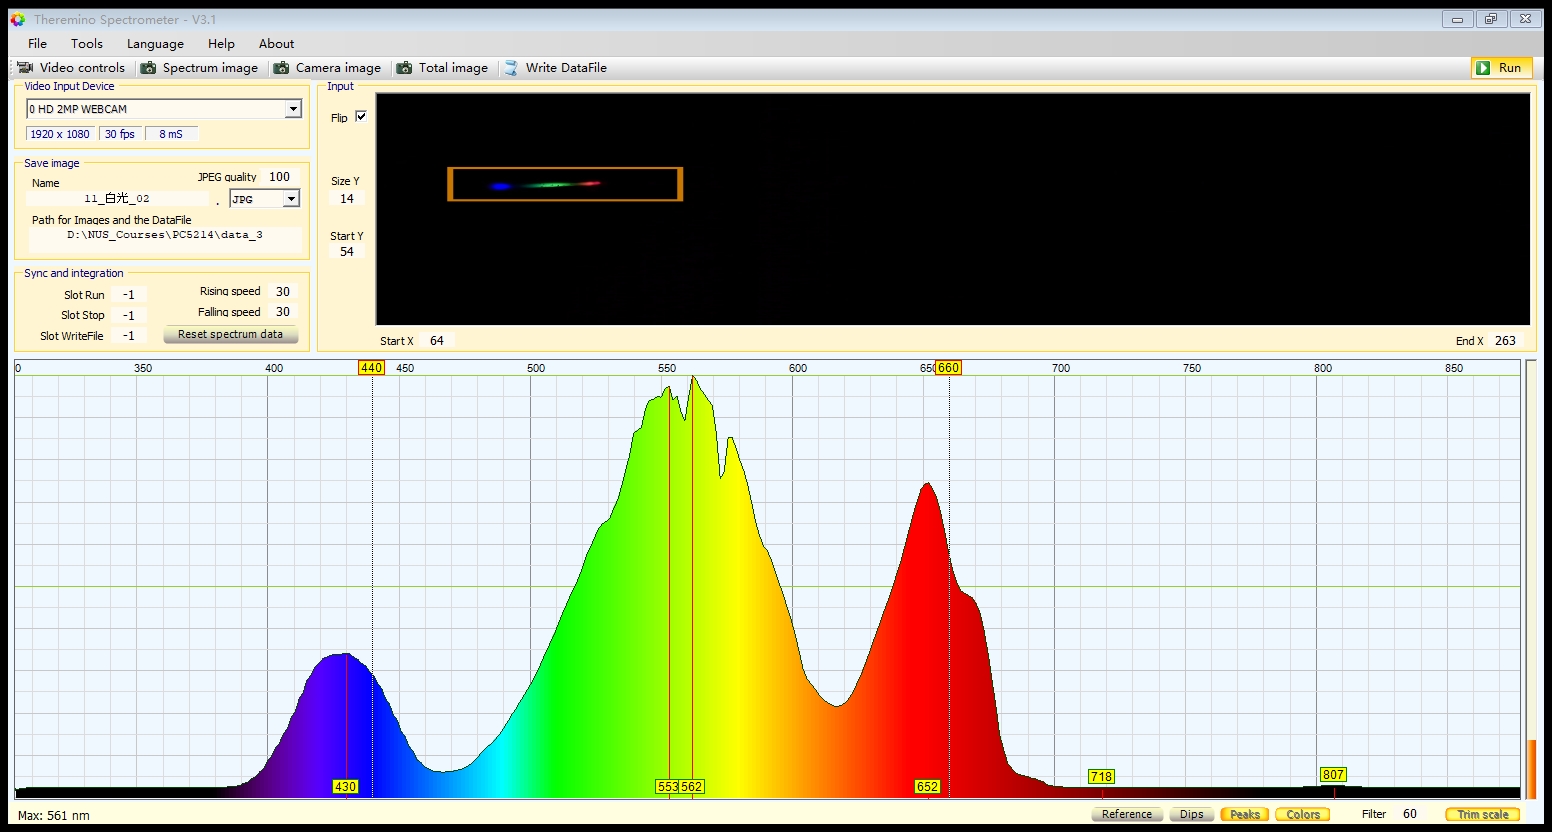 Theremino Spectrometer - V3.1
File Tools Language Help About
Video controls Spectrum image Camera image Total image Write DataFile Run
Video Input Device
0 HD 2MP WEBCAM
1920 x 1080 30 fps 8 mS
Save image
Name JPEG quality 100
11_白光_02 . JPG
Path for Images and the DataFile
D:\NUS_Courses\PC5214\data_3
Sync and integration
Slot Run -1 Rising speed 30
Slot Stop -1 Falling speed 30
Slot WriteFile -1 Reset spectrum data
Input
Flip
Size Y
14
Start Y
54
Start X 64 End X 263
0 350 400 440 450 500 550 600 650 660 700 750 800 850
430 553 562 652 718 807
Max: 561 nm Reference Dips Peaks Colors Filter 60 Trim scale